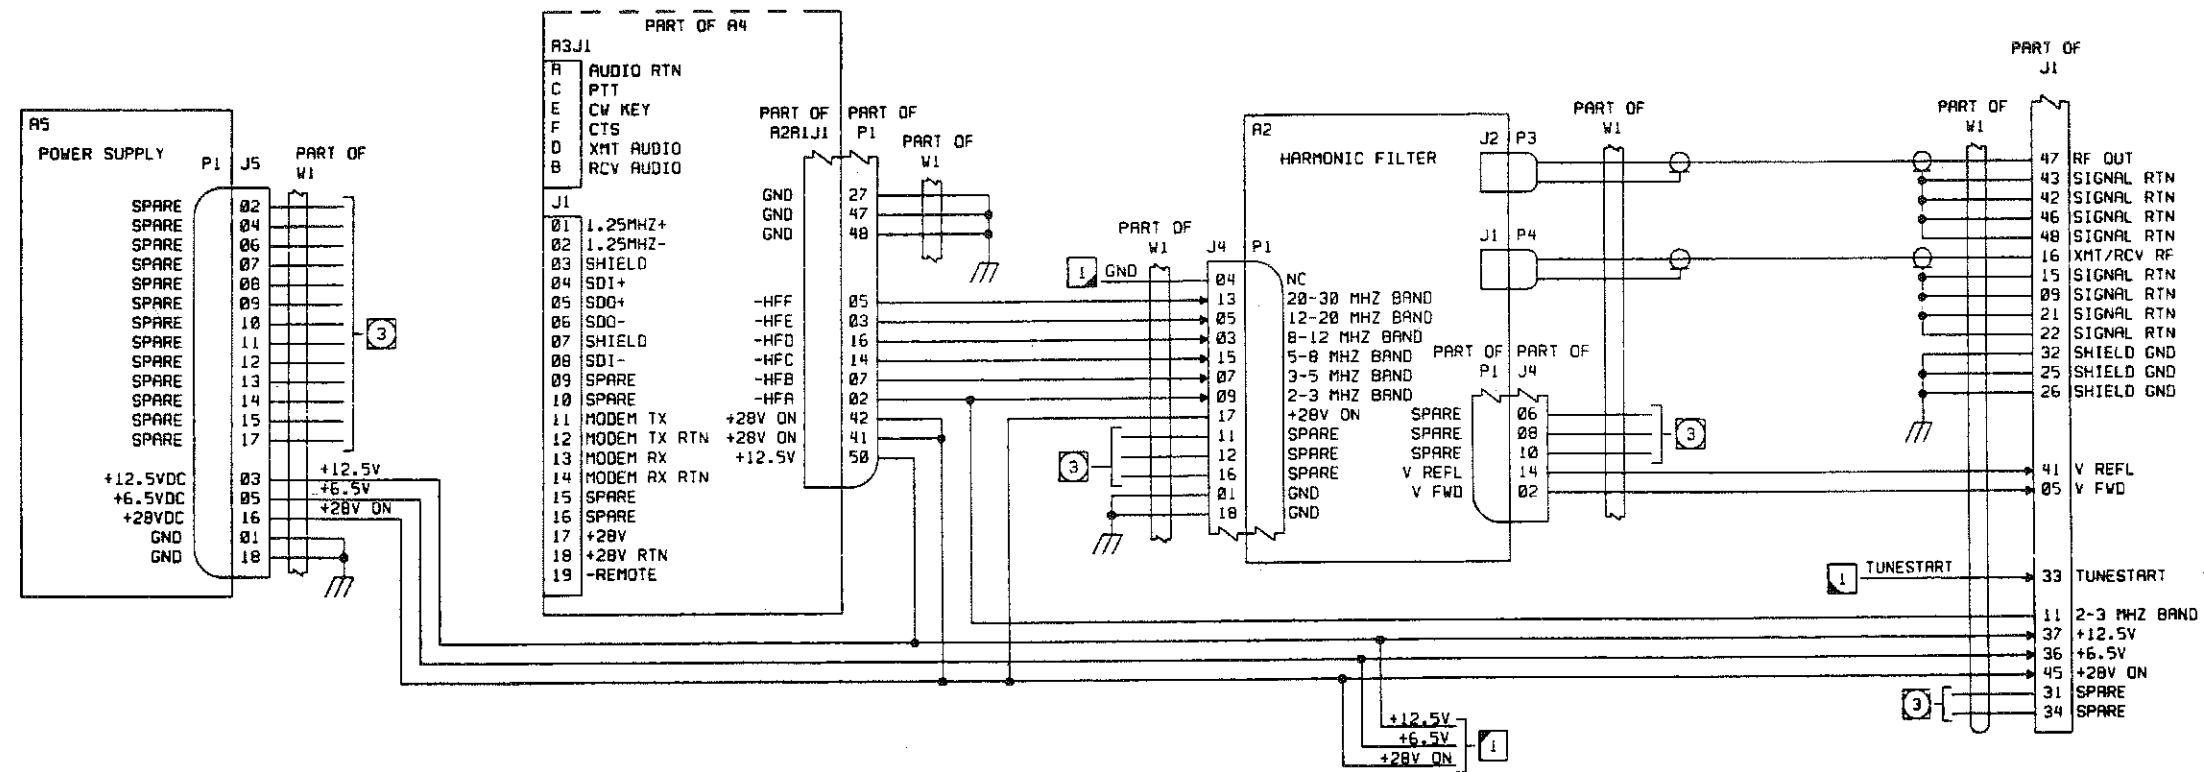 PART OF A4
A3J1
A AUDIO RTN
C PTT
E CW KEY
F CTS
D XMT AUDIO
B RCV AUDIO
J1
01 1.25MHZ+
02 1.25MHZ-
03 SHIELD
04 SDI+
05 SDO+
06 SDO-
07 SHIELD
08 SDI-
09 SPARE
10 SPARE
11 MODEM TX
12 MODEM TX RTN
13 MODEM RX
14 MODEM RX RTN
15 SPARE
16 SPARE
17 +28V
18 +28V RTN
19 -REMOTE
A5
POWER SUPPLY
P1 J5
PART OF
W1
SPARE 02
SPARE 04
SPARE 06
SPARE 07
SPARE 08
SPARE 09
SPARE 10
SPARE 11
SPARE 12
SPARE 13
SPARE 14
SPARE 15
SPARE 17
3
+12.5VDC 03 +12.5V
+6.5VDC 05 +6.5V
+28VDC 16 +28V ON
GND 01
GND 18
PART OF
A2A1J1
PART OF
P1
PART OF
W1
GND 27
GND 47
GND 48
-HFF 05
-HFE 03
-HFD 16
-HFC 14
-HFB 07
-HFA 02
+28V ON 42
+28V ON 41
+12.5V 50
A2
HARMONIC FILTER
PART OF
W1
J4 P1
1 GND 04 NC
13 20-30 MHZ BAND
05 12-20 MHZ BAND
03 8-12 MHZ BAND
15 5-8 MHZ BAND
07 3-5 MHZ BAND
09 2-3 MHZ BAND
17 +28V ON
11 SPARE
12 SPARE
16 SPARE
3
01 GND
18 GND
J2 P3
J1 P4
PART OF
P1
PART OF
J4
SPARE 06
SPARE 08
SPARE 10
3
V REFL 14
V FWD 02
PART OF
W1
PART OF
W1
PART OF
J1
47 RF OUT
43 SIGNAL RTN
42 SIGNAL RTN
46 SIGNAL RTN
48 SIGNAL RTN
16 XMT/RCV RF
15 SIGNAL RTN
09 SIGNAL RTN
21 SIGNAL RTN
22 SIGNAL RTN
32 SHIELD GND
25 SHIELD GND
26 SHIELD GND
41 V REFL
05 V FWD
1 TUNESTART 33 TUNESTART
11 2-3 MHZ BAND
37 +12.5V
36 +6.5V
45 +28V ON
3
31 SPARE
34 SPARE
+12.5V
+6.5V
+28V ON
1